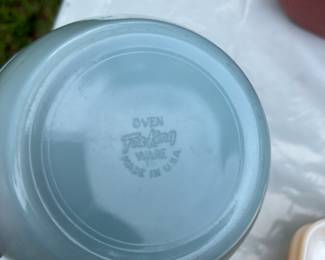 OVEN
Fire-King
WARE
MADE IN U.S.A.